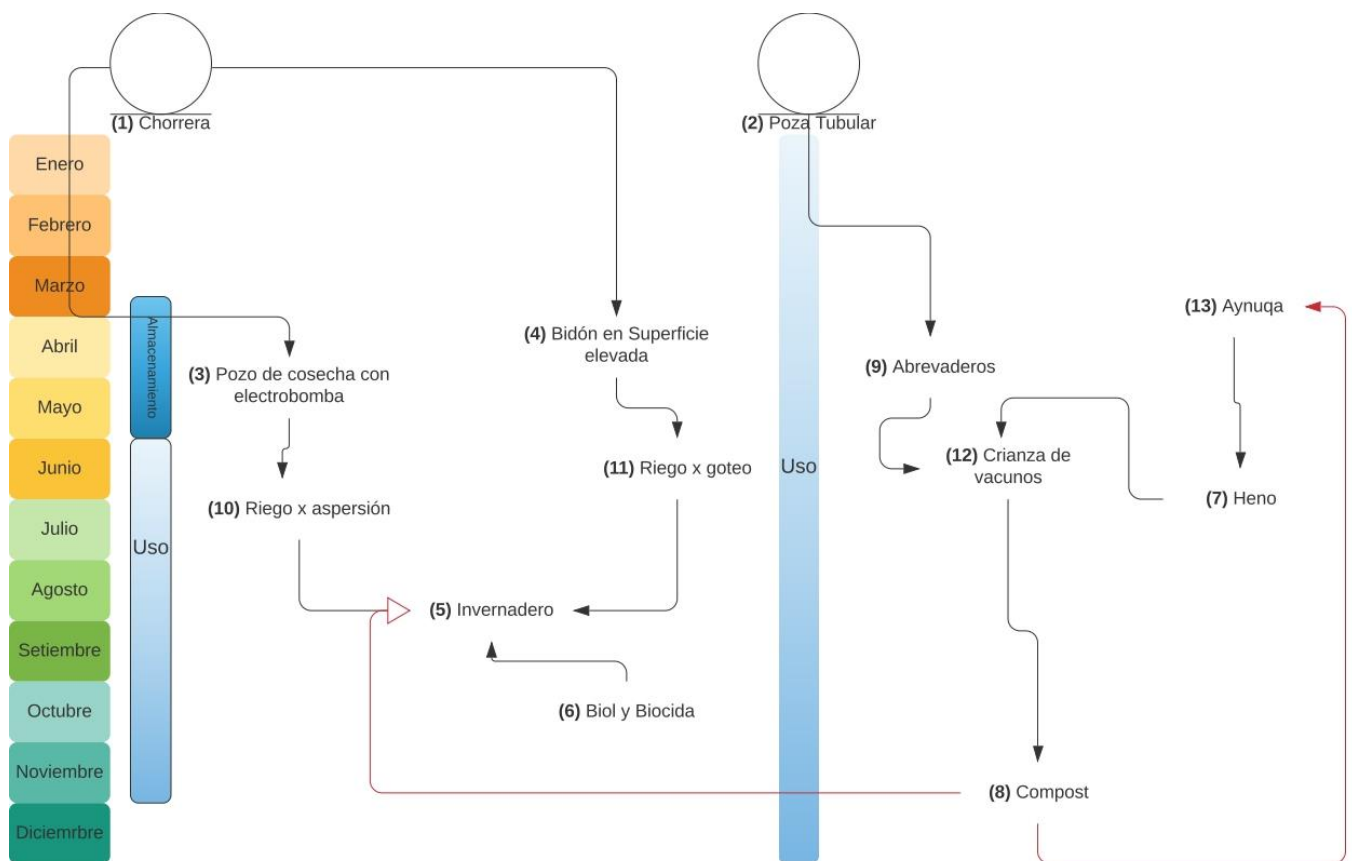 (1) Chorrera
(2) Poza Tubular
Enero
Febrero
Marzo
Abril
Mayo
Junio
Julio
Agosto
Setiembre
Octubre
Noviembre
Diciemrbre
Almacenamiento
Uso
(3) Pozo de cosecha con
electrobomba
(10) Riego x aspersión
(4) Bidón en Superficie
elevada
(11) Riego x goteo
(5) Invernadero
(6) Biol y Biocida
Uso
(9) Abrevaderos
(12) Crianza de
vacunos
(8) Compost
(13) Aynuqa
(7) Heno